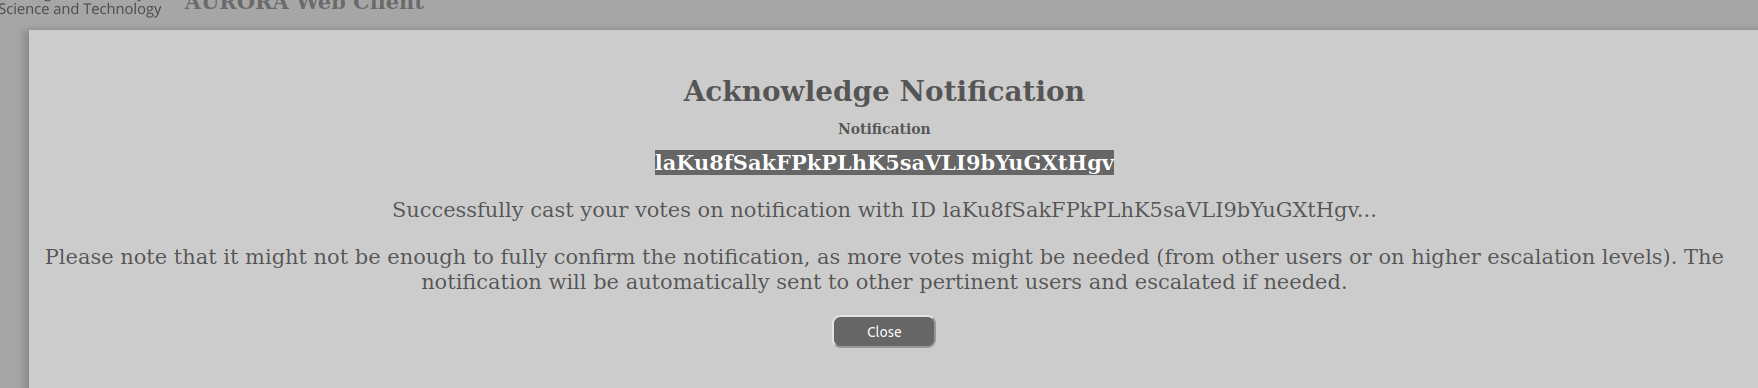 Science and Technology
AURORA Web Client
Acknowledge Notification
Notification
laKu8fSakFPkPLhK5saVLI9bYuGXtHgv
Successfully cast your votes on notification with ID laKu8fSakFPkPLhK5saVLI9bYuGXtHgv...
Please note that it might not be enough to fully confirm the notification, as more votes might be needed (from other users or on higher escalation levels). The
notification will be automatically sent to other pertinent users and escalated if needed.
Close